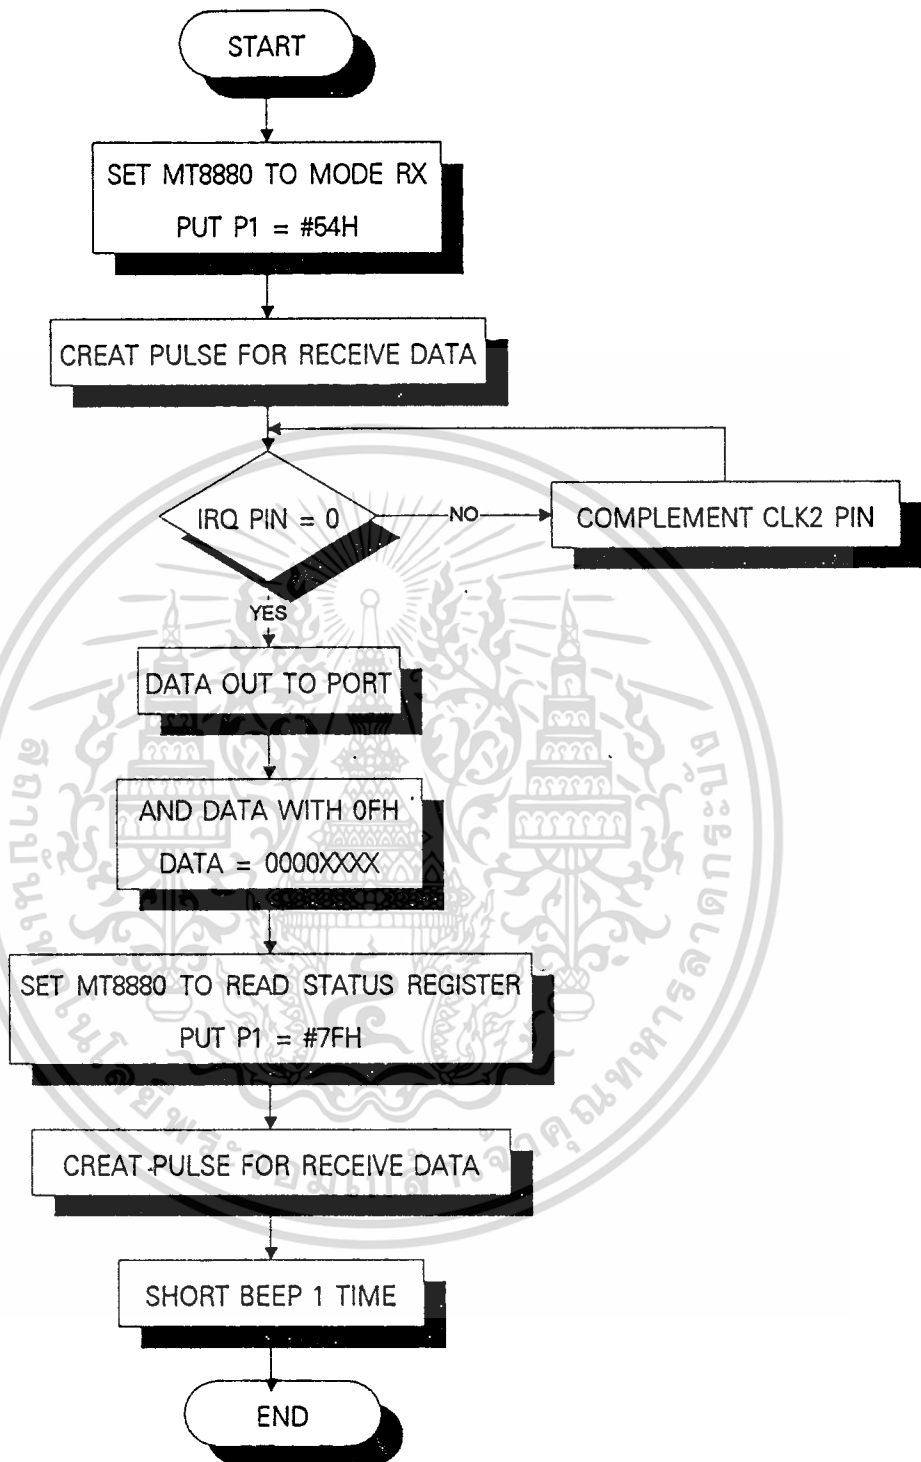 START
SET MT8880 TO MODE RX
PUT P1 = #54H
CREAT PULSE FOR RECEIVE DATA
IRQ PIN = 0
NO
COMPLEMENT CLK2 PIN
YES
DATA OUT TO PORT
AND DATA WITH 0FH
DATA = 0000XXXX
SET MT8880 TO READ STATUS REGISTER
PUT P1 = #7FH
CREAT PULSE FOR RECEIVE DATA
SHORT BEEP 1 TIME
END